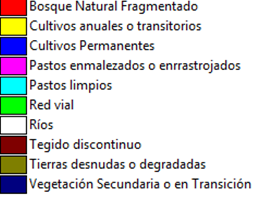 Bosque Natural Fragmentado
Cultivos anuales o transitorios
Cultivos Permanentes
Pastos enmalezados o enrrastrojados
Pastos limpios
Red vial
Ríos
Tegido discontinuo
Tierras desnudas o degradadas
Vegetación Secundaria o en Transición